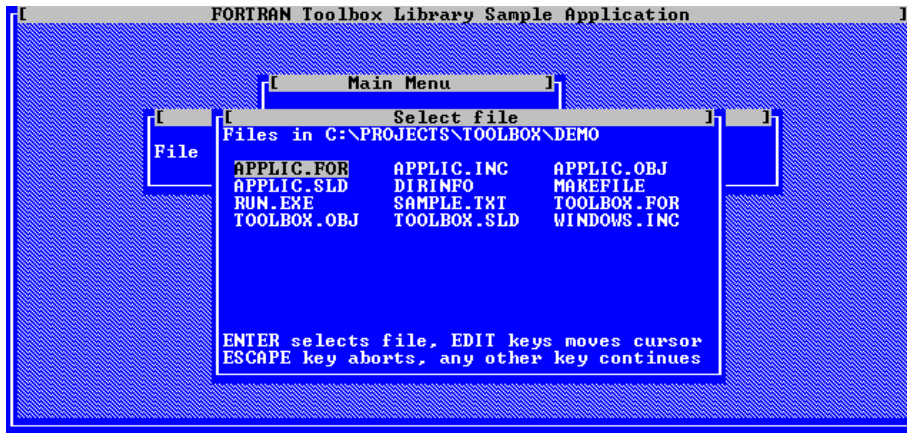 [ FORTRAN Toolbox Library Sample Application ]
[ Main Menu ]
[ [ Select file ] ]
Files in C:\PROJECTS\TOOLBOX\DEMO
File
APPLIC.FOR APPLIC.INC APPLIC.OBJ
APPLIC.SLD DIRINFO MAKEFILE
RUN.EXE SAMPLE.TXT TOOLBOX.FOR
TOOLBOX.OBJ TOOLBOX.SLD WINDOWS.INC
ENTER selects file, EDIT keys moves cursor
ESCAPE key aborts, any other key continues